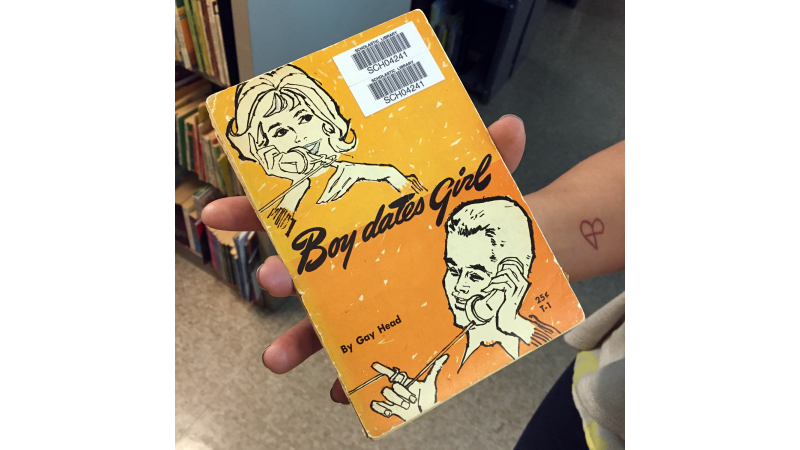 SCHOLASTIC LIBRARY
SCH04241
SCHOLASTIC LIBRARY
SCH04241
Boy dates Girl
By Gay Head
25¢
T-1